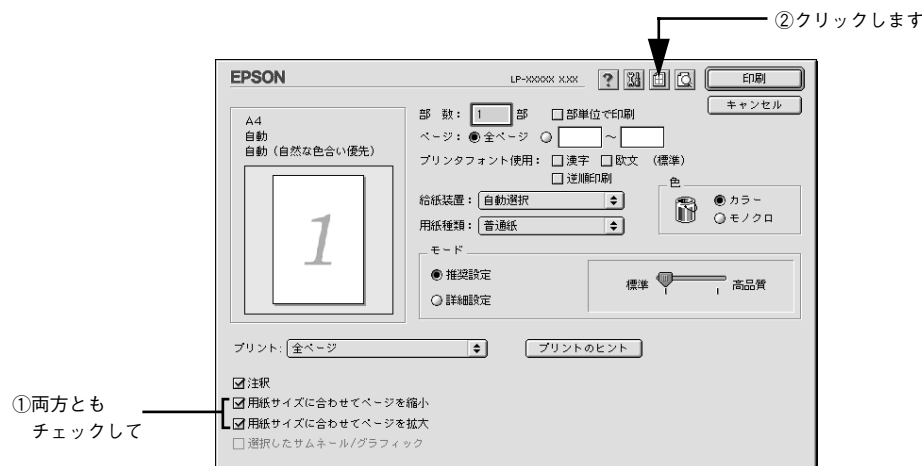 ②クリックします
EPSON
LP-XXXXX X.XX
?
印刷
キャンセル
A4
自動
自動（自然な色合い優先）
1
部 数： 1 部 □部単位で印刷
ページ： ◉全ページ ○ ～
プリンタフォント使用： □漢字 □欧文 （標準）
□逆順印刷
給紙装置： 自動選択
用紙種類： 普通紙
色
◉カラー
○モノクロ
モード
◉推奨設定
○詳細設定
標準 高品質
プリント: 全ページ
プリントのヒント
☑注釈
☑用紙サイズに合わせてページを縮小
☑用紙サイズに合わせてページを拡大
□選択したサムネール/グラフィック
①両方とも
チェックして